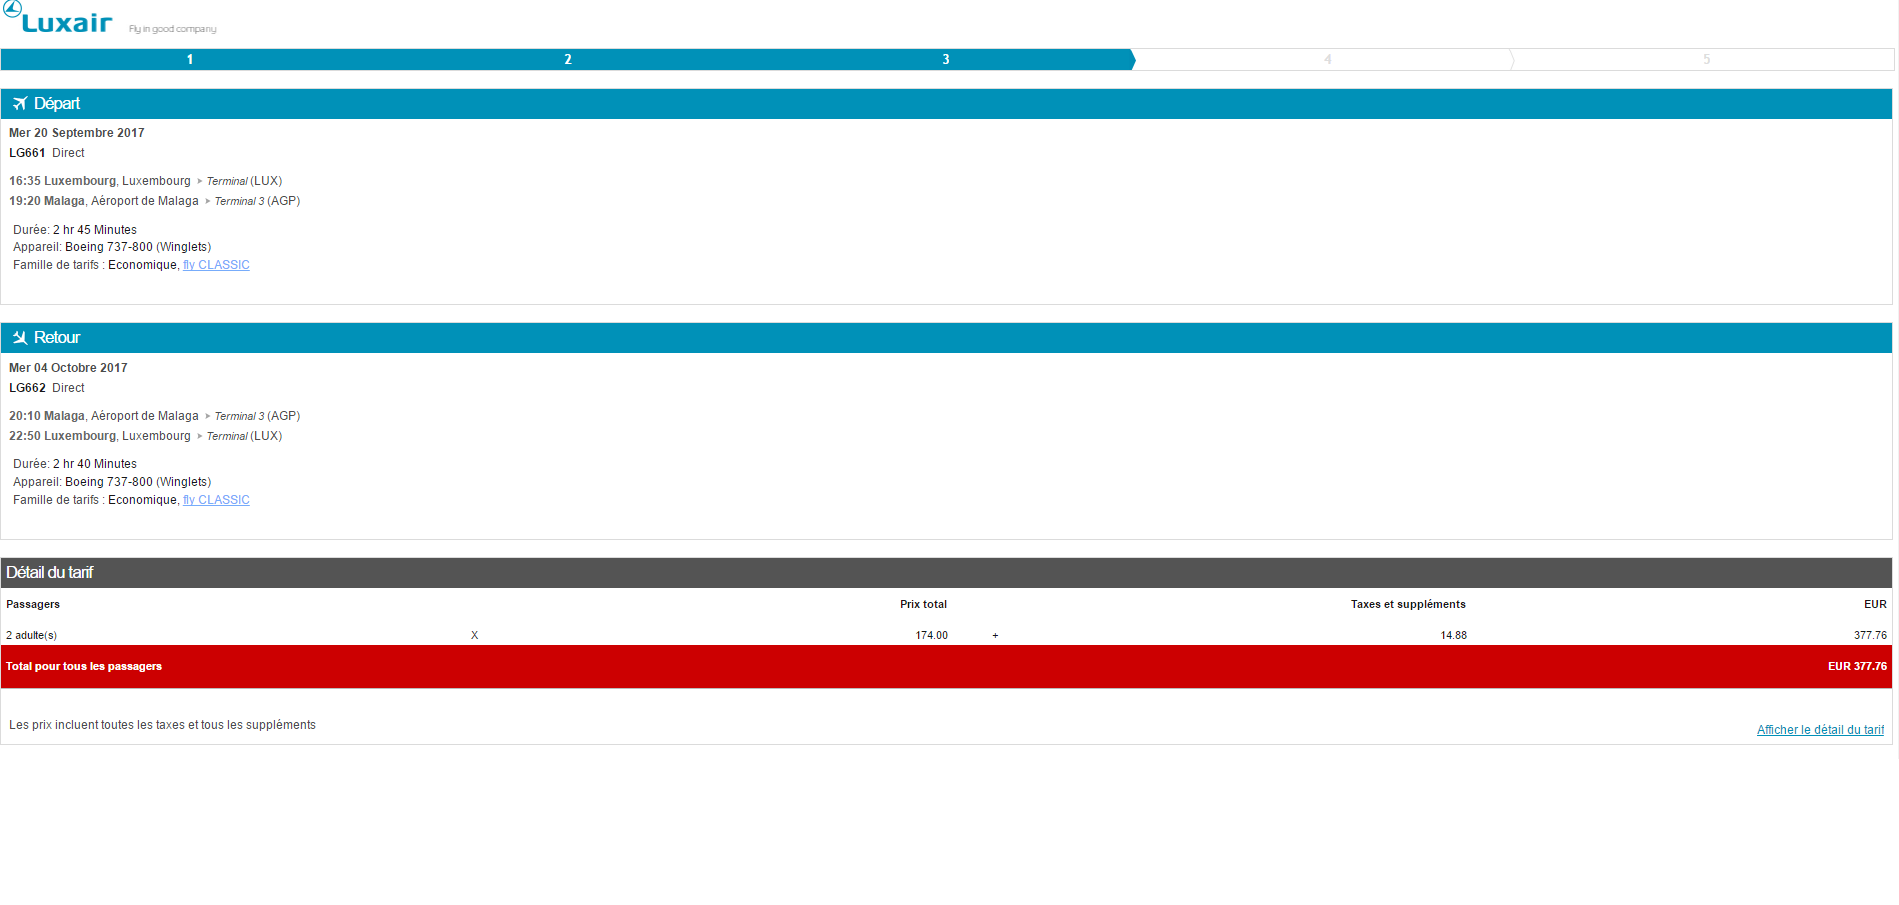 Luxair Fly in good company
1 2 3 4 5
Départ
Mer 20 Septembre 2017
LG661 Direct
16:35 Luxembourg, Luxembourg ▸ Terminal (LUX)
19:20 Malaga, Aéroport de Malaga ▸ Terminal 3 (AGP)
Durée: 2 hr 45 Minutes
Appareil: Boeing 737-800 (Winglets)
Famille de tarifs : Economique, fly CLASSIC
Retour
Mer 04 Octobre 2017
LG662 Direct
20:10 Malaga, Aéroport de Malaga ▸ Terminal 3 (AGP)
22:50 Luxembourg, Luxembourg ▸ Terminal (LUX)
Durée: 2 hr 40 Minutes
Appareil: Boeing 737-800 (Winglets)
Famille de tarifs : Economique, fly CLASSIC
Détail du tarif
Passagers Prix total Taxes et suppléments EUR
2 adulte(s) X 174.00 + 14.88 377.76
Total pour tous les passagers EUR 377.76
Les prix incluent toutes les taxes et tous les suppléments
Afficher le détail du tarif